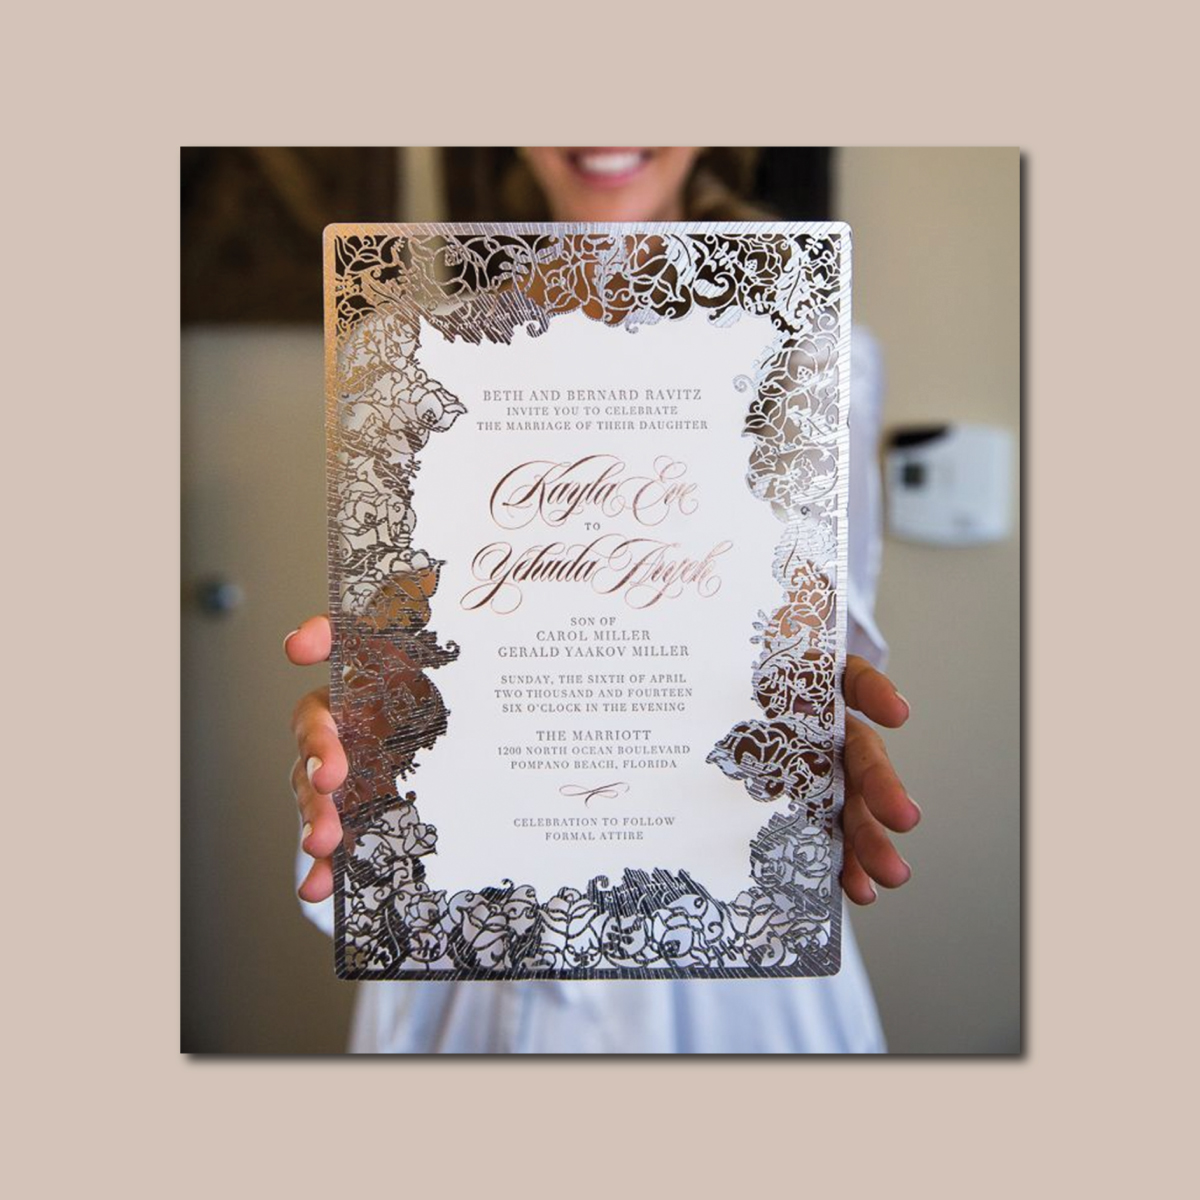 BETH AND BERNARD RAVITZ
INVITE YOU TO CELEBRATE
THE MARRIAGE OF THEIR DAUGHTER
Kayla Eve
TO
Yehuda Aryeh
SON OF
CAROL MILLER
GERALD YAAKOV MILLER
SUNDAY, THE SIXTH OF APRIL
TWO THOUSAND AND FOURTEEN
SIX O'CLOCK IN THE EVENING
THE MARRIOTT
1200 NORTH OCEAN BOULEVARD
POMPANO BEACH, FLORIDA
CELEBRATION TO FOLLOW
FORMAL ATTIRE